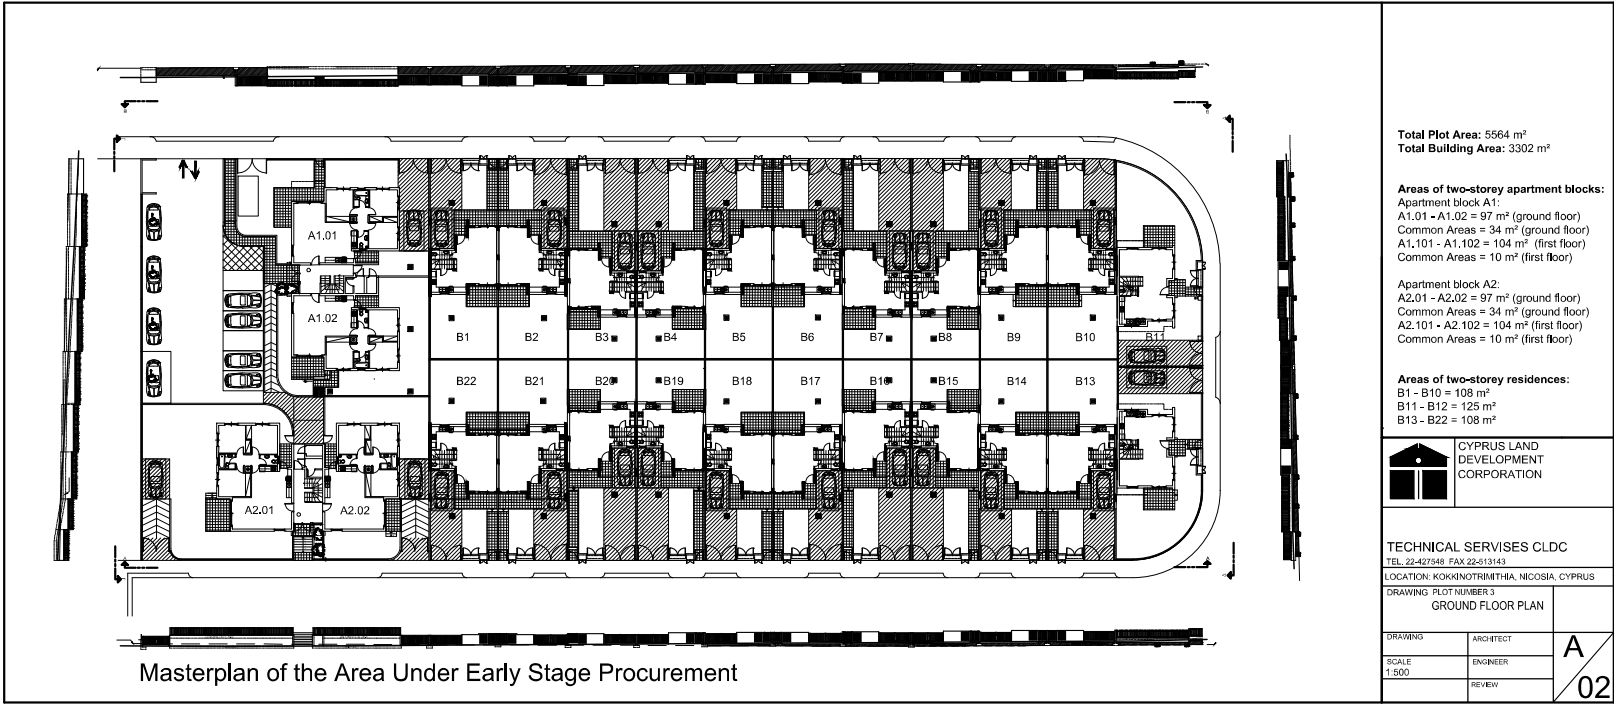 A1.01
A1.02
B1 B2 B3 B4 B5 B6 B7 B8 B9 B10 B11
B22 B21 B20 B19 B18 B17 B16 B15 B14 B13
A2.01 A2.02
Masterplan of the Area Under Early Stage Procurement
Total Plot Area: 5564 m²
Total Building Area: 3302 m²
Areas of two-storey apartment blocks:
Apartment block A1:
A1.01 - A1.02 = 97 m² (ground floor)
Common Areas = 34 m² (ground floor)
A1.101 - A1.102 = 104 m² (first floor)
Common Areas = 10 m² (first floor)
Apartment block A2:
A2.01 - A2.02 = 97 m² (ground floor)
Common Areas = 34 m² (ground floor)
A2.101 - A2.102 = 104 m² (first floor)
Common Areas = 10 m² (first floor)
Areas of two-storey residences:
B1 - B10 = 108 m²
B11 - B12 = 125 m²
B13 - B22 = 108 m²
CYPRUS LAND
DEVELOPMENT
CORPORATION
TECHNICAL SERVISES CLDC
TEL. 22-427548 FAX 22-513143
LOCATION: KOKKINOTRIMITHIA, NICOSIA, CYPRUS
DRAWING PLOT NUMBER 3
GROUND FLOOR PLAN
DRAWING ARCHITECT
SCALE ENGINEER
1:500
REVIEW
A
02